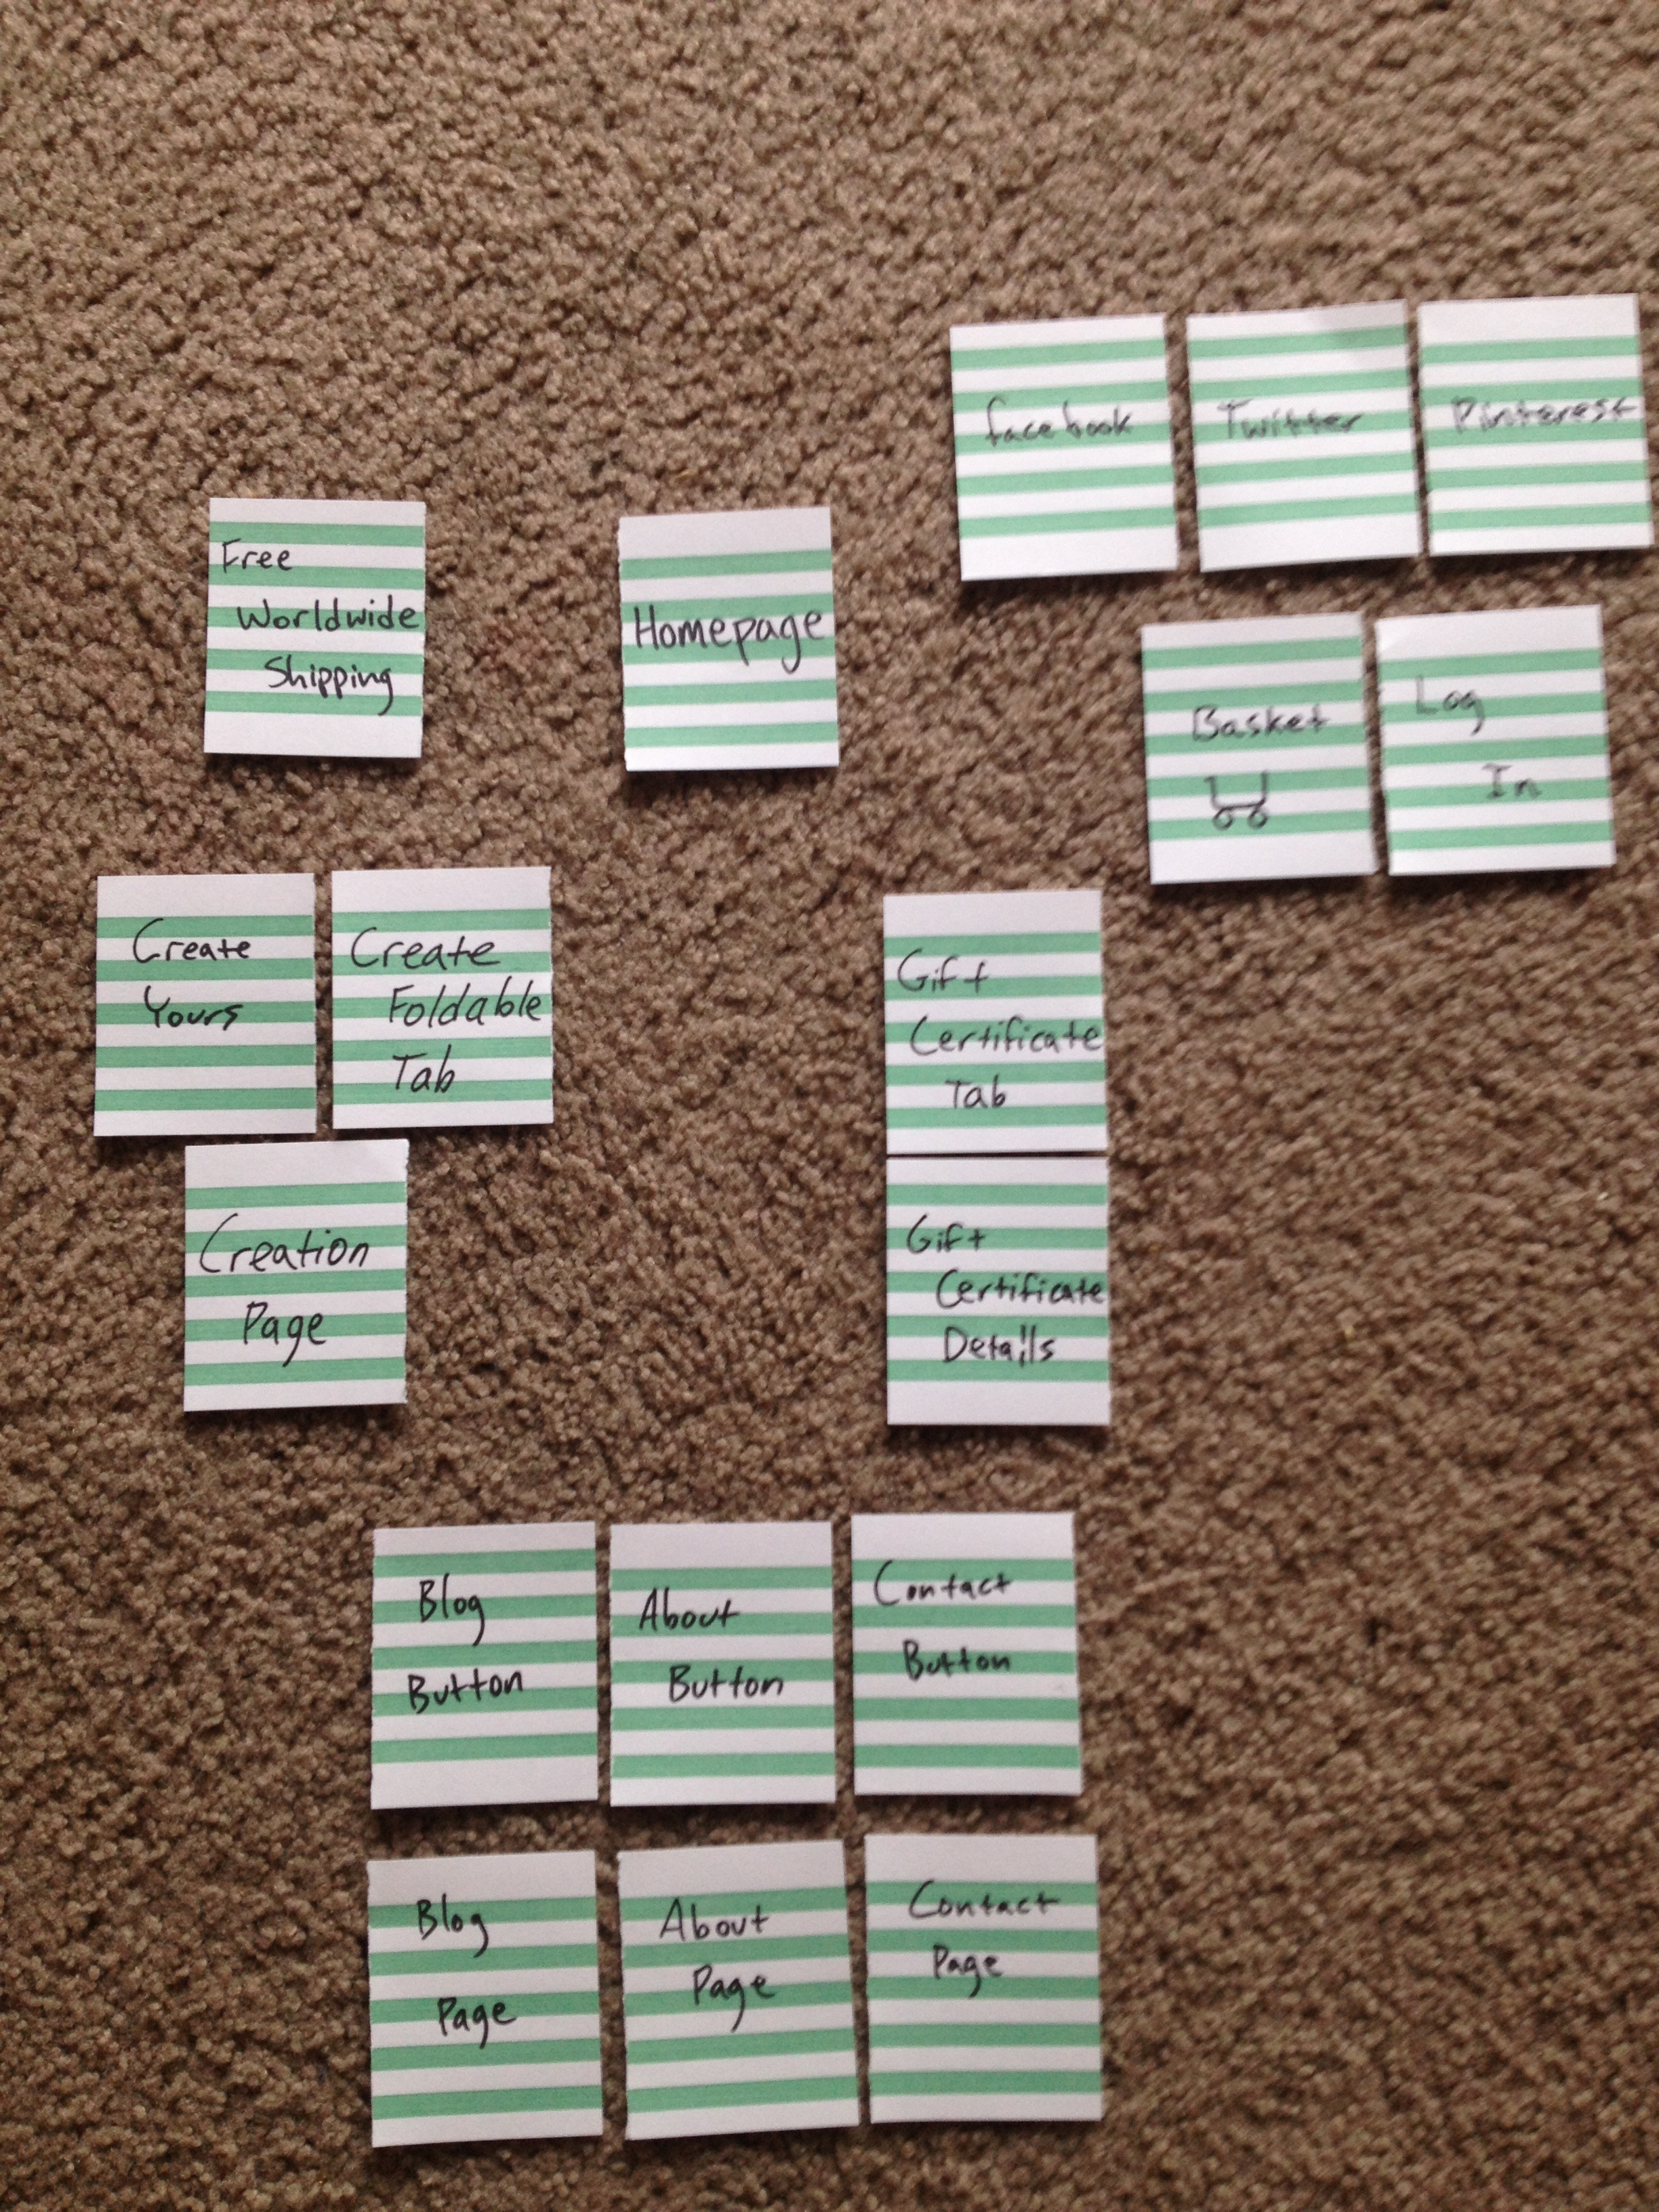 facebook
Twitter
Pinterest
Free
Worldwide
Shipping
Homepage
Basket
Log
In
Create
Yours
Create
Foldable
Tab
Gift
Certificate
Tab
Creation
Page
Gift
Certificate
Details
Blog
Button
About
Button
Contact
Button
Blog
Page
About
Page
Contact
Page